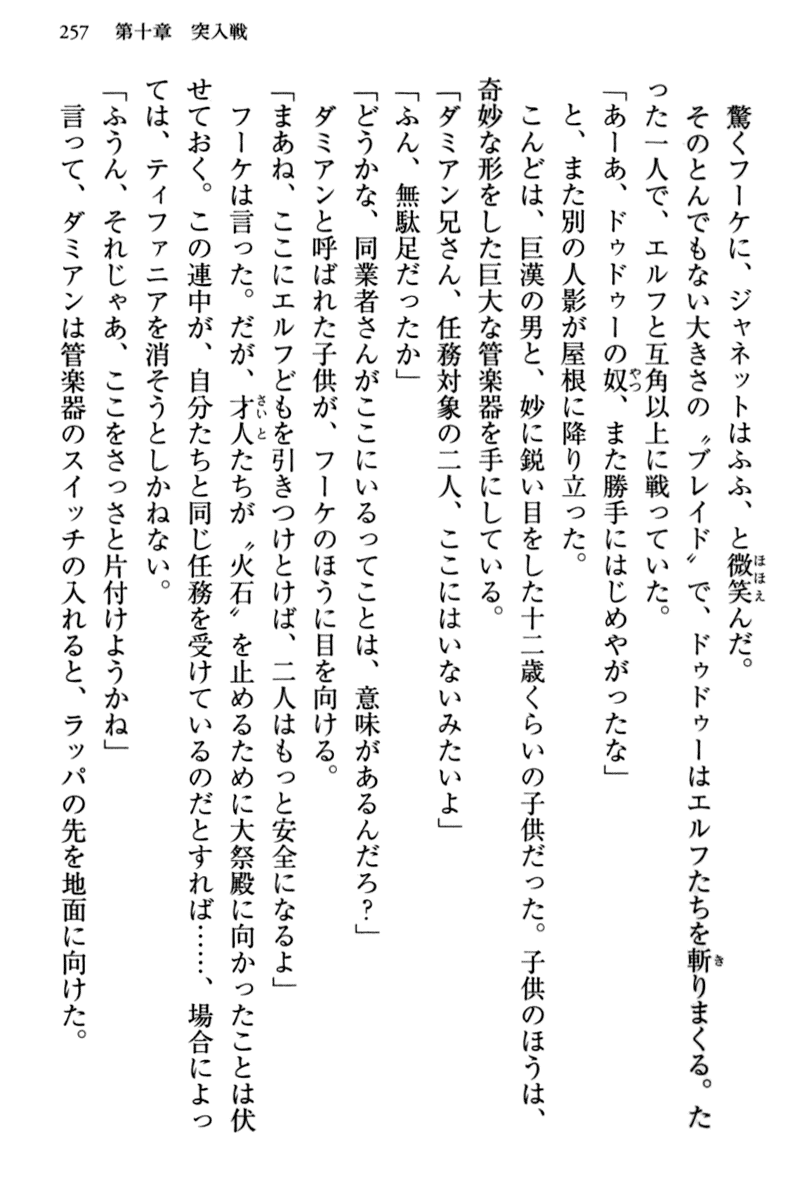 257　第十章　突入戦
　驚くフーケに、ジャネットはふふ、と微笑んだ。
　そのとんでもない大きさの〝ブレイド〟で、ドゥドゥーはエルフたちを斬りまくる。た
った一人で、エルフと互角以上に戦っていた。
「あーあ、ドゥドゥーの奴、また勝手にはじめやがったな」
　と、また別の人影が屋根に降り立った。
　こんどは、巨漢の男と、妙に鋭い目をした十二歳くらいの子供だった。子供のほうは、
奇妙な形をした巨大な管楽器を手にしている。
「ダミアン兄さん、任務対象の二人、ここにはいないみたいよ」
「ふん、無駄足だったか」
「どうかな、同業者さんがここにいるってことは、意味があるんだろ？」
　ダミアンと呼ばれた子供が、フーケのほうに目を向ける。
「まあね、ここにエルフどもを引きつけとけば、二人はもっと安全になるよ」
　フーケは言った。だが、才人たちが〝火石〟を止めるために大祭殿に向かったことは伏
せておく。この連中が、自分たちと同じ任務を受けているのだとすれば……、場合によっ
ては、ティファニアを消そうとしかねない。
「ふうん、それじゃあ、ここをさっさと片付けようかね」
　言って、ダミアンは管楽器のスイッチの入れると、ラッパの先を地面に向けた。